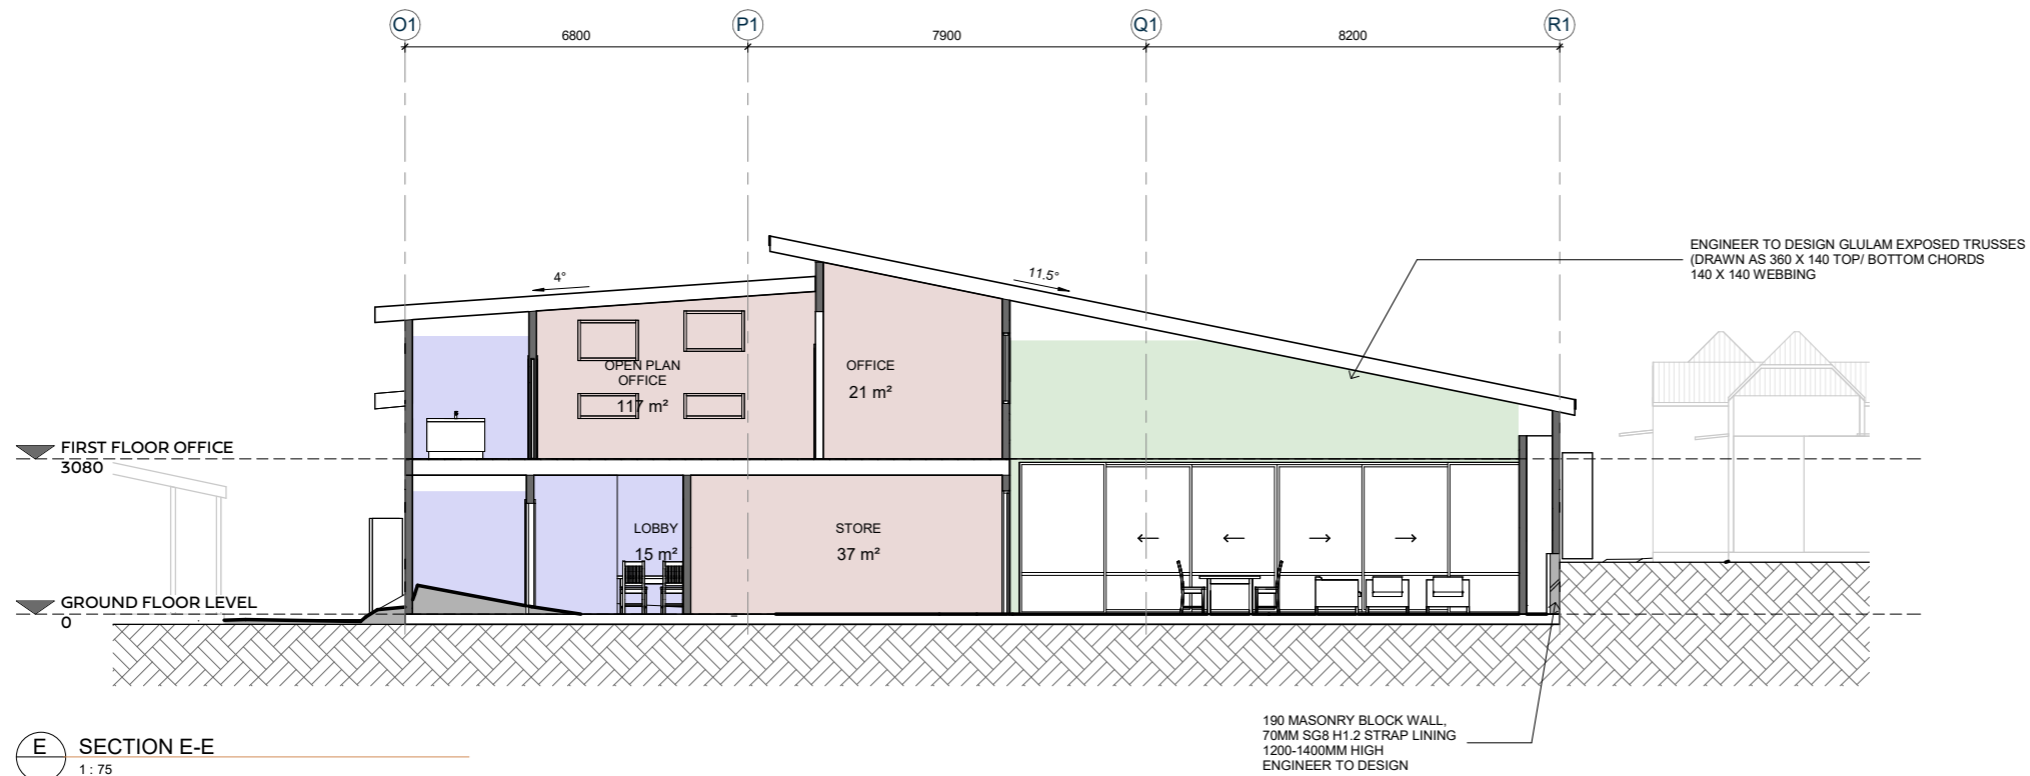 O1
P1
Q1
R1
6800
7900
8200
ENGINEER TO DESIGN GLULAM EXPOSED TRUSSES
(DRAWN AS 360 X 140 TOP/ BOTTOM CHORDS
140 X 140 WEBBING
4°
11.5°
OPEN PLAN
OFFICE
117 m²
OFFICE
21 m²
FIRST FLOOR OFFICE
3080
LOBBY
15 m²
STORE
37 m²
GROUND FLOOR LEVEL
0
190 MASONRY BLOCK WALL,
70MM SG8 H1.2 STRAP LINING
1200-1400MM HIGH
ENGINEER TO DESIGN
E
SECTION E-E
1 : 75